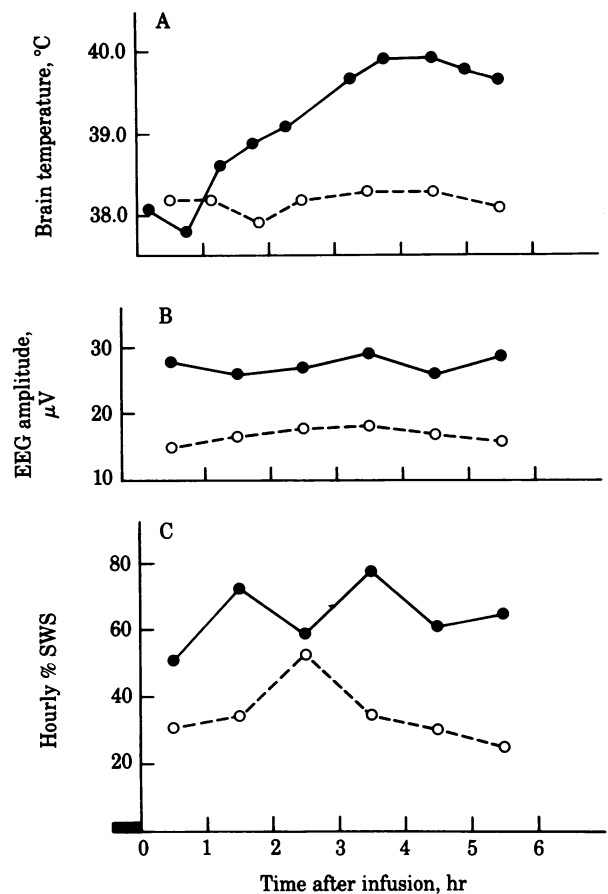 A
40.0
39.0
38.0
Brain temperature, °C
B
30
20
10
EEG amplitude,
μV
C
80
60
40
20
Hourly % SWS
0 1 2 3 4 5 6
Time after infusion, hr